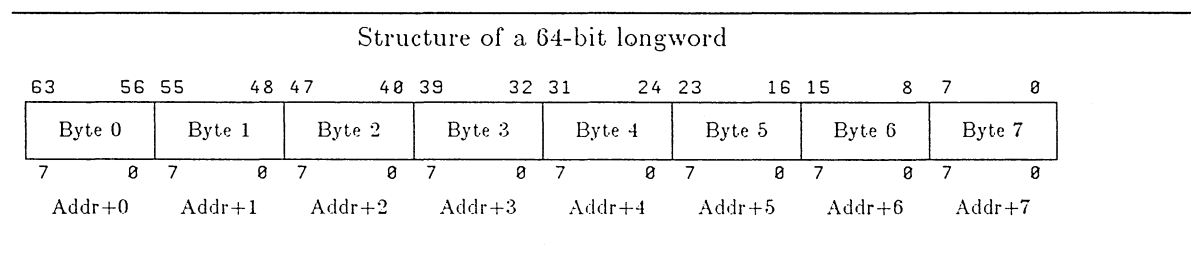 Structure of a 64-bit longword
63 56 55 48 47 40 39 32 31 24 23 16 15 8 7 0
Byte 0 Byte 1 Byte 2 Byte 3 Byte 4 Byte 5 Byte 6 Byte 7
7 0 7 0 7 0 7 0 7 0 7 0 7 0 7 0
Addr+0 Addr+1 Addr+2 Addr+3 Addr+4 Addr+5 Addr+6 Addr+7